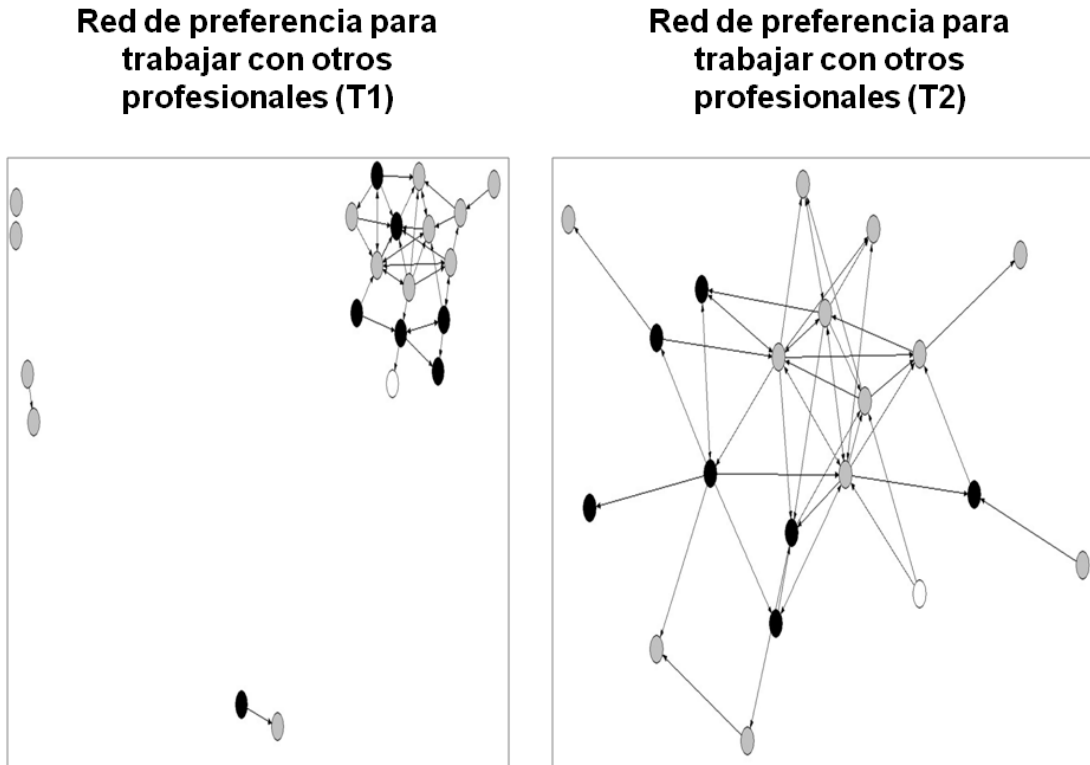 Red de preferencia para
trabajar con otros
profesionales (T1)
Red de preferencia para
trabajar con otros
profesionales (T2)